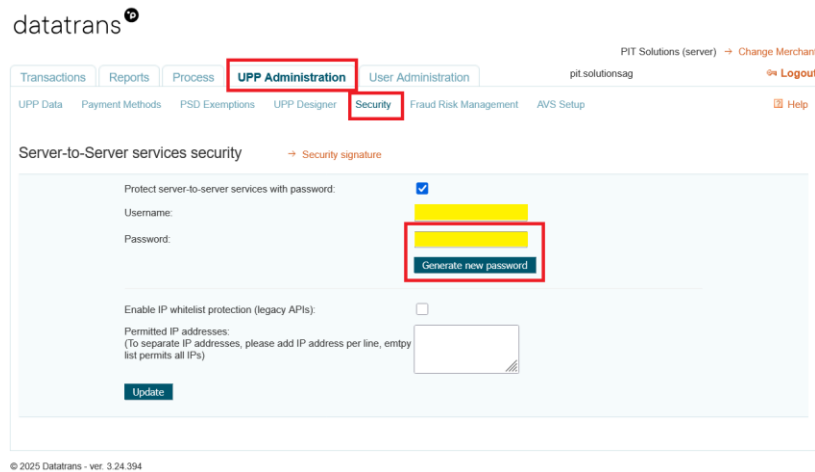 datatrans
PIT Solutions (server) → Change Merchant
Transactions Reports Process UPP Administration User Administration pit.solutionsag Logout
UPP Data Payment Methods PSD Exemptions UPP Designer Security Fraud Risk Management AVS Setup Help
Server-to-Server services security → Security signature
Protect server-to-server services with password:
Username:
Password:
Generate new password
Enable IP whitelist protection (legacy APIs):
Permitted IP addresses:
(To separate IP addresses, please add IP address per line, emtpy
list permits all IPs)
Update
© 2025 Datatrans - ver. 3.24.394